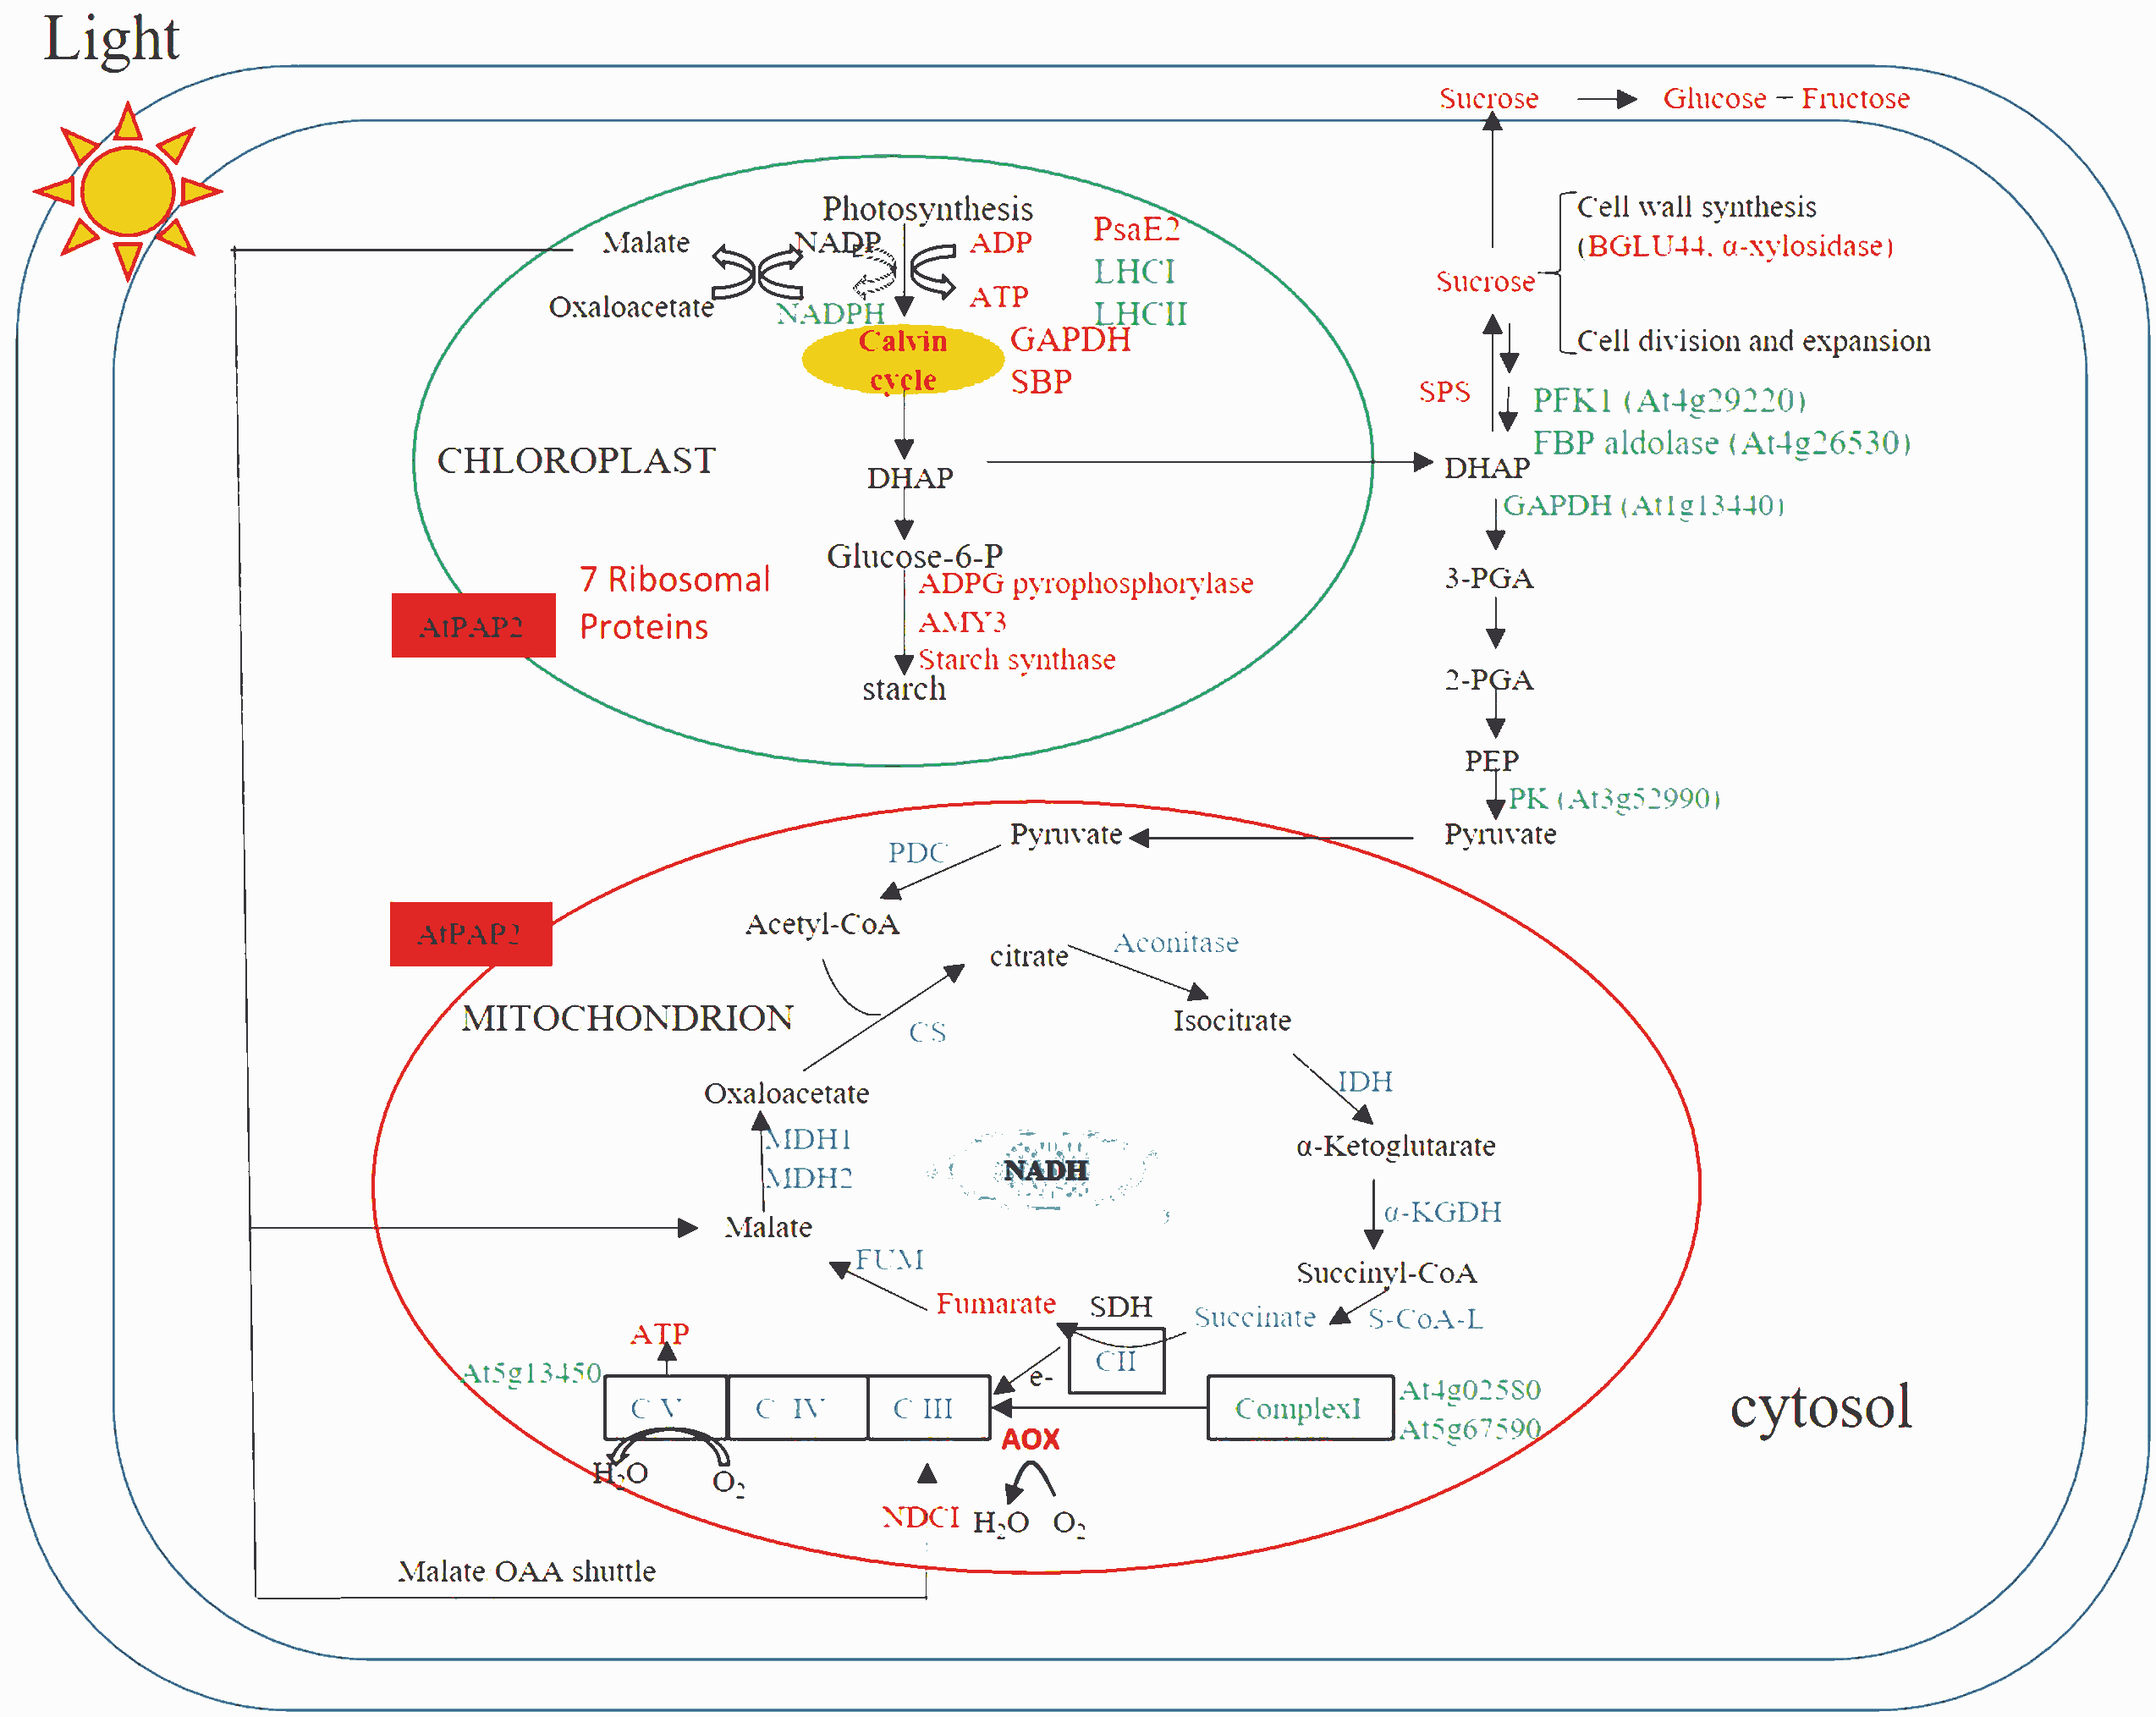 Light
Sucrose
Glucose – Fructose
Photosynthesis
Malate
NADP
ADP
PsaE2
LHCI
Oxaloacetate
NADPH
ATP
LHCII
Calvin
cycle
GAPDH
SBP
Cell wall synthesis
(BGLU44, α-xylosidase)
Sucrose
Cell division and expansion
SPS
PFK1 (At4g29220)
FBP aldolase (At4g26530)
CHLOROPLAST
DHAP
DHAP
GAPDH (At1g13440)
Glucose-6-P
7 Ribosomal
Proteins
ADPG pyrophosphorylase
AMY3
Starch synthase
starch
AtPAP2
3-PGA
2-PGA
PEP
PK (At3g52990)
Pyruvate
Pyruvate
PDC
AtPAP2
Acetyl-CoA
citrate
Aconitase
MITOCHONDRION
CS
Isocitrate
Oxaloacetate
IDH
MDH1
MDH2
NADH
α-Ketoglutarate
Malate
α-KGDH
FUM
Succinyl-CoA
Fumarate
SDH
Succinate
S-CoA-L
ATP
CII
e-
At5g13450
C V
C IV
C III
ComplexI
At4g02580
At5g67590
AOX
cytosol
H2O
O2
NDC1
H2O
O2
Malate OAA shuttle